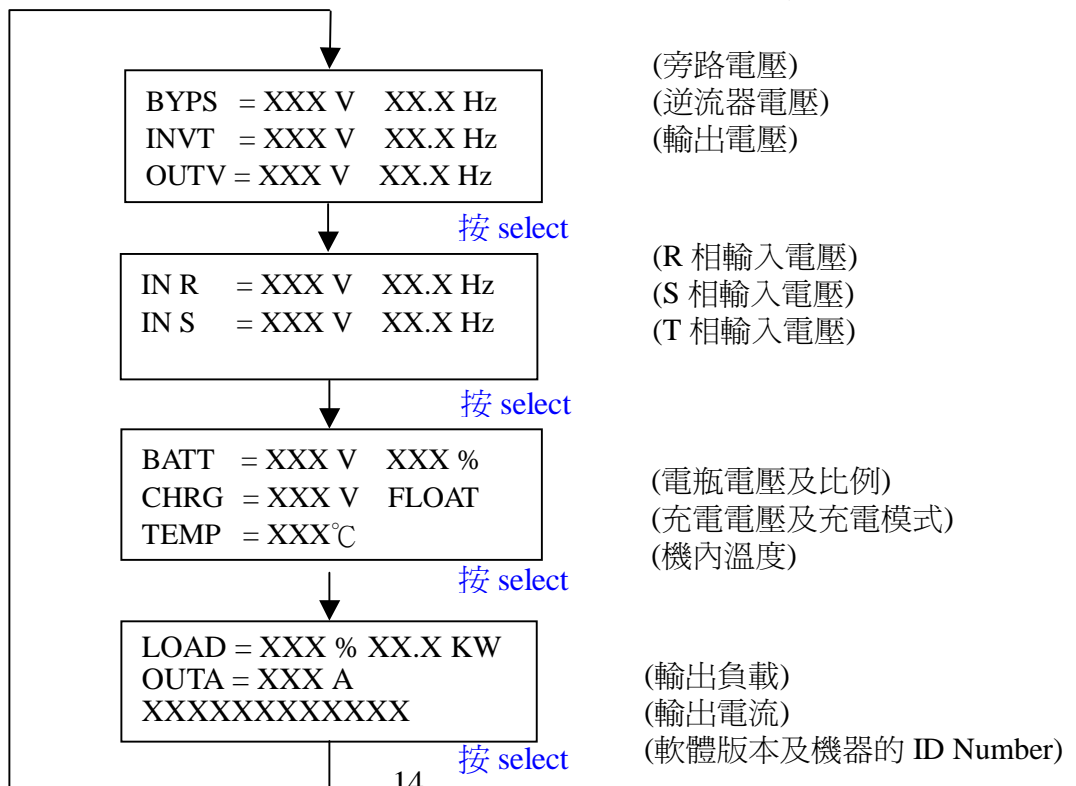 BYPS = XXX V XX.X Hz (旁路電壓)
INVT = XXX V XX.X Hz (逆流器電壓)
OUTV = XXX V XX.X Hz (輸出電壓)
按 select
IN R = XXX V XX.X Hz (R 相輸入電壓)
IN S = XXX V XX.X Hz (S 相輸入電壓)
(T 相輸入電壓)
按 select
BATT = XXX V XXX % (電瓶電壓及比例)
CHRG = XXX V FLOAT (充電電壓及充電模式)
TEMP = XXX℃ (機內溫度)
按 select
LOAD = XXX % XX.X KW (輸出負載)
OUTA = XXX A (輸出電流)
XXXXXXXXXXXX (軟體版本及機器的 ID Number)
按 select
14